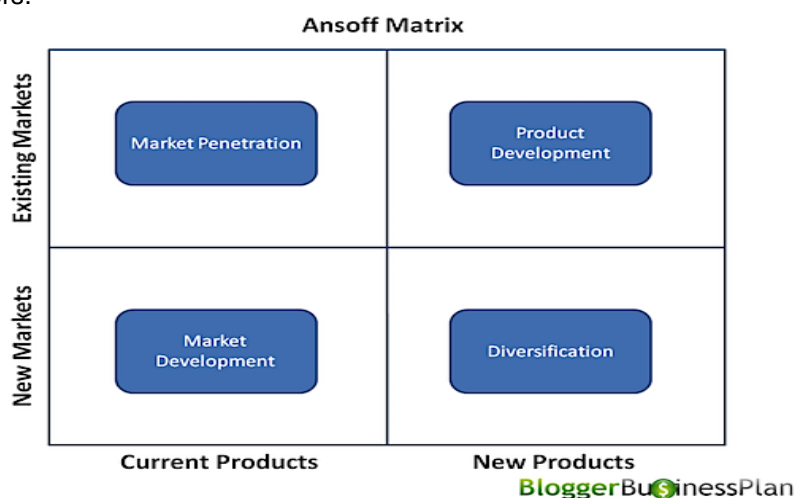 Ansoff Matrix
Existing Markets
Market Penetration
Product
Development
New Markets
Market
Development
Diversification
Current Products
New Products
BloggerBusinessPlan